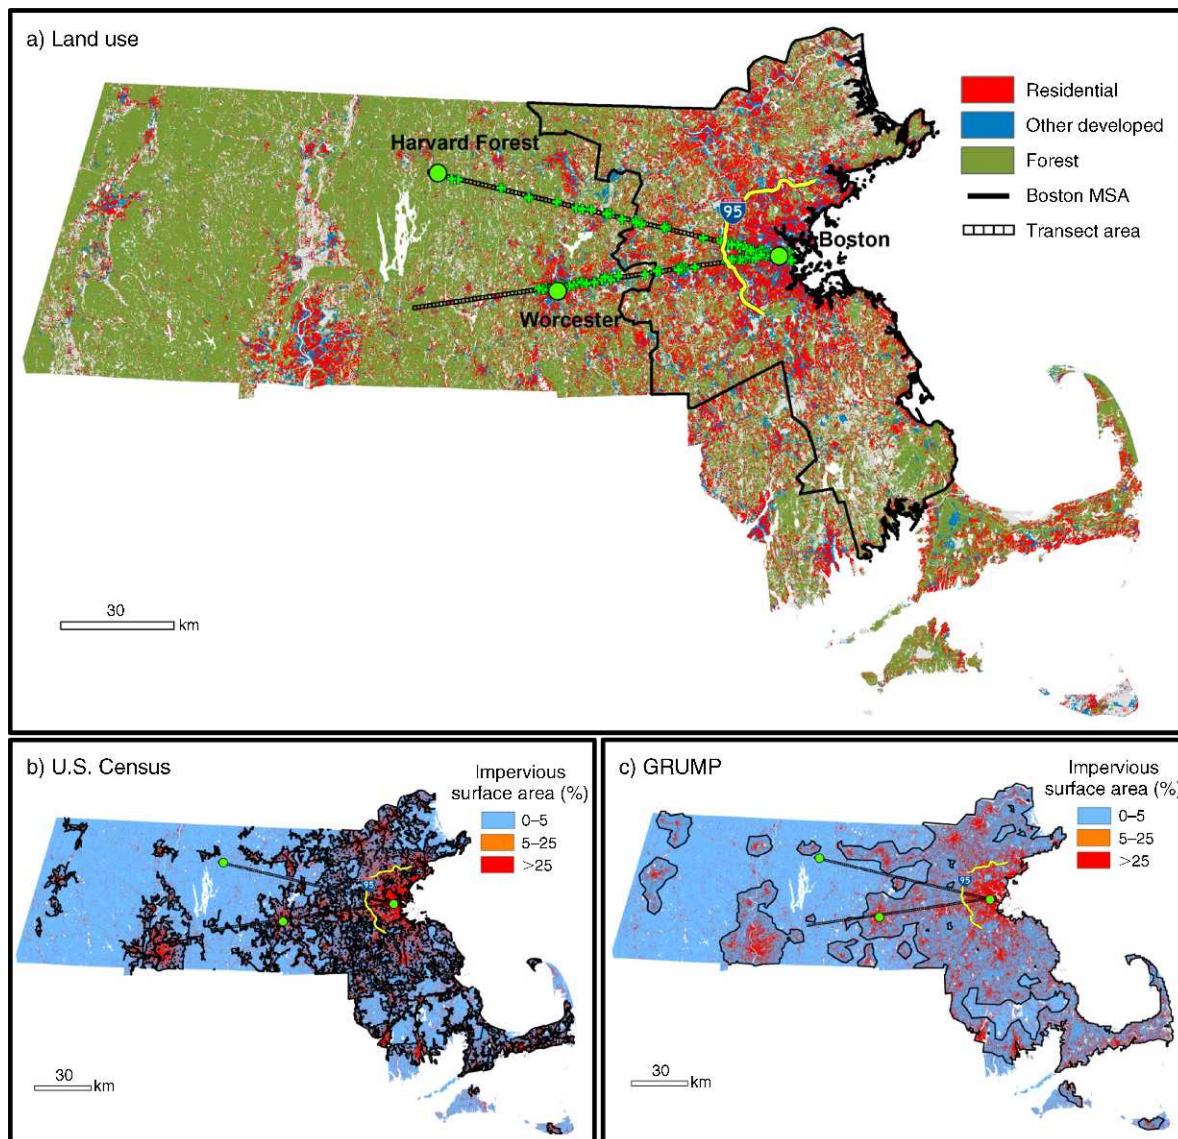 a) Land use
Residential
Other developed
Forest
Boston MSA
Transect area
Harvard Forest
95
Boston
Worcester
30
km
b) U.S. Census
Impervious
surface area (%)
0–5
5–25
>25
95
30
km
c) GRUMP
Impervious
surface area (%)
0–5
5–25
>25
95
30
km